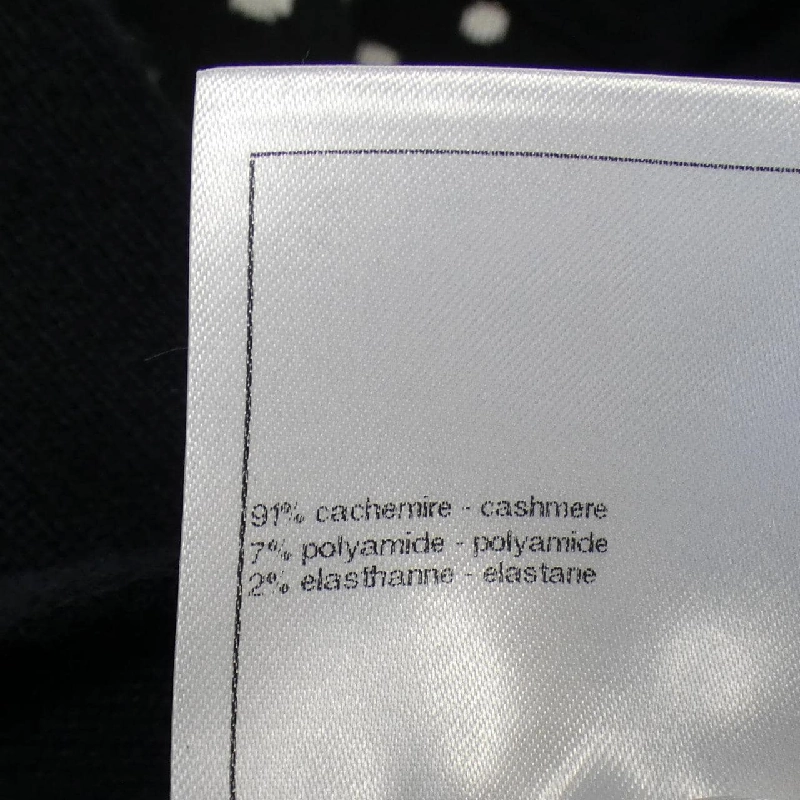 91% cachemire - cashmere
7% polyamide - polyamide
2% elasthanne - elastane